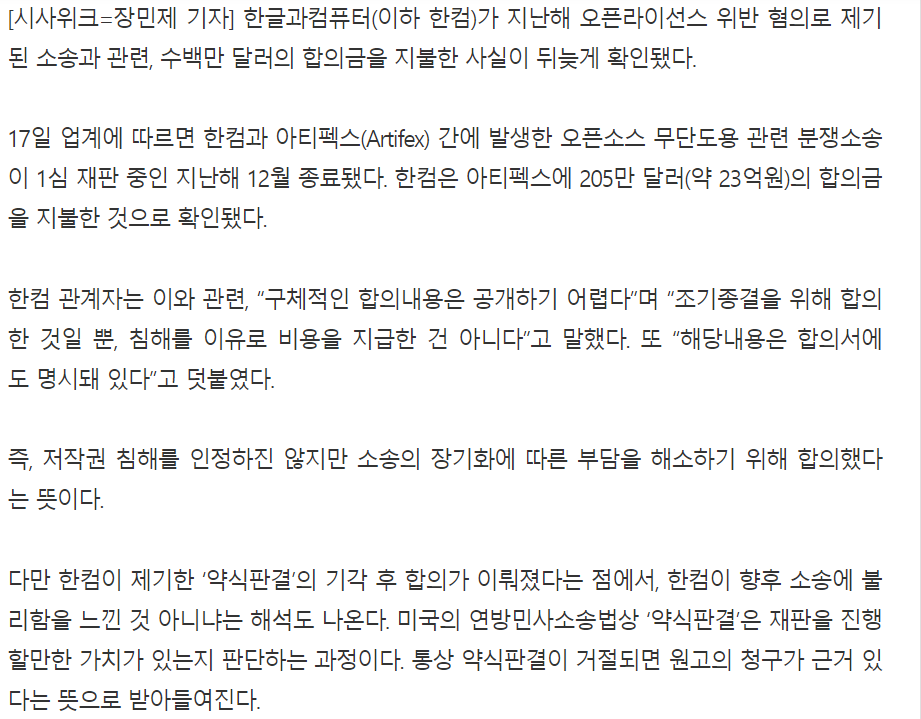 [시사위크=장민제 기자] 한글과컴퓨터(이하 한컴)가 지난해 오픈라이선스 위반 혐의로 제기
된 소송과 관련, 수백만 달러의 합의금을 지불한 사실이 뒤늦게 확인됐다.
17일 업계에 따르면 한컴과 아티펙스(Artifex) 간에 발생한 오픈소스 무단도용 관련 분쟁소송
이 1심 재판 중인 지난해 12월 종료됐다. 한컴은 아티펙스에 205만 달러(약 23억원)의 합의금
을 지불한 것으로 확인됐다.
한컴 관계자는 이와 관련, “구체적인 합의내용은 공개하기 어렵다”며 “조기종결을 위해 합의
한 것일 뿐, 침해를 이유로 비용을 지급한 건 아니다”고 말했다. 또 “해당내용은 합의서에
도 명시돼 있다”고 덧붙였다.
즉, 저작권 침해를 인정하진 않지만 소송의 장기화에 따른 부담을 해소하기 위해 합의했다
는 뜻이다.
다만 한컴이 제기한 ‘약식판결’의 기각 후 합의가 이뤄졌다는 점에서, 한컴이 향후 소송에 불
리함을 느낀 것 아니냐는 해석도 나온다. 미국의 연방민사소송법상 ‘약식판결’은 재판을 진행
할만한 가치가 있는지 판단하는 과정이다. 통상 약식판결이 거절되면 원고의 청구가 근거 있
다는 뜻으로 받아들여진다.